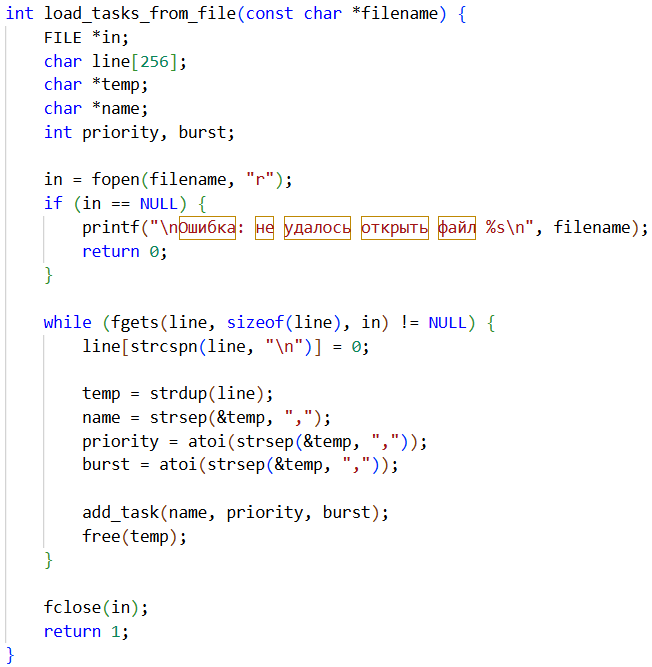 int load_tasks_from_file(const char *filename) {
    FILE *in;
    char line[256];
    char *temp;
    char *name;
    int priority, burst;

    in = fopen(filename, "r");
    if (in == NULL) {
        printf("\nОшибка: не удалось открыть файл %s\n", filename);
        return 0;
    }

    while (fgets(line, sizeof(line), in) != NULL) {
        line[strcspn(line, "\n")] = 0;

        temp = strdup(line);
        name = strsep(&temp, ",");
        priority = atoi(strsep(&temp, ","));
        burst = atoi(strsep(&temp, ","));

        add_task(name, priority, burst);
        free(temp);
    }

    fclose(in);
    return 1;
}